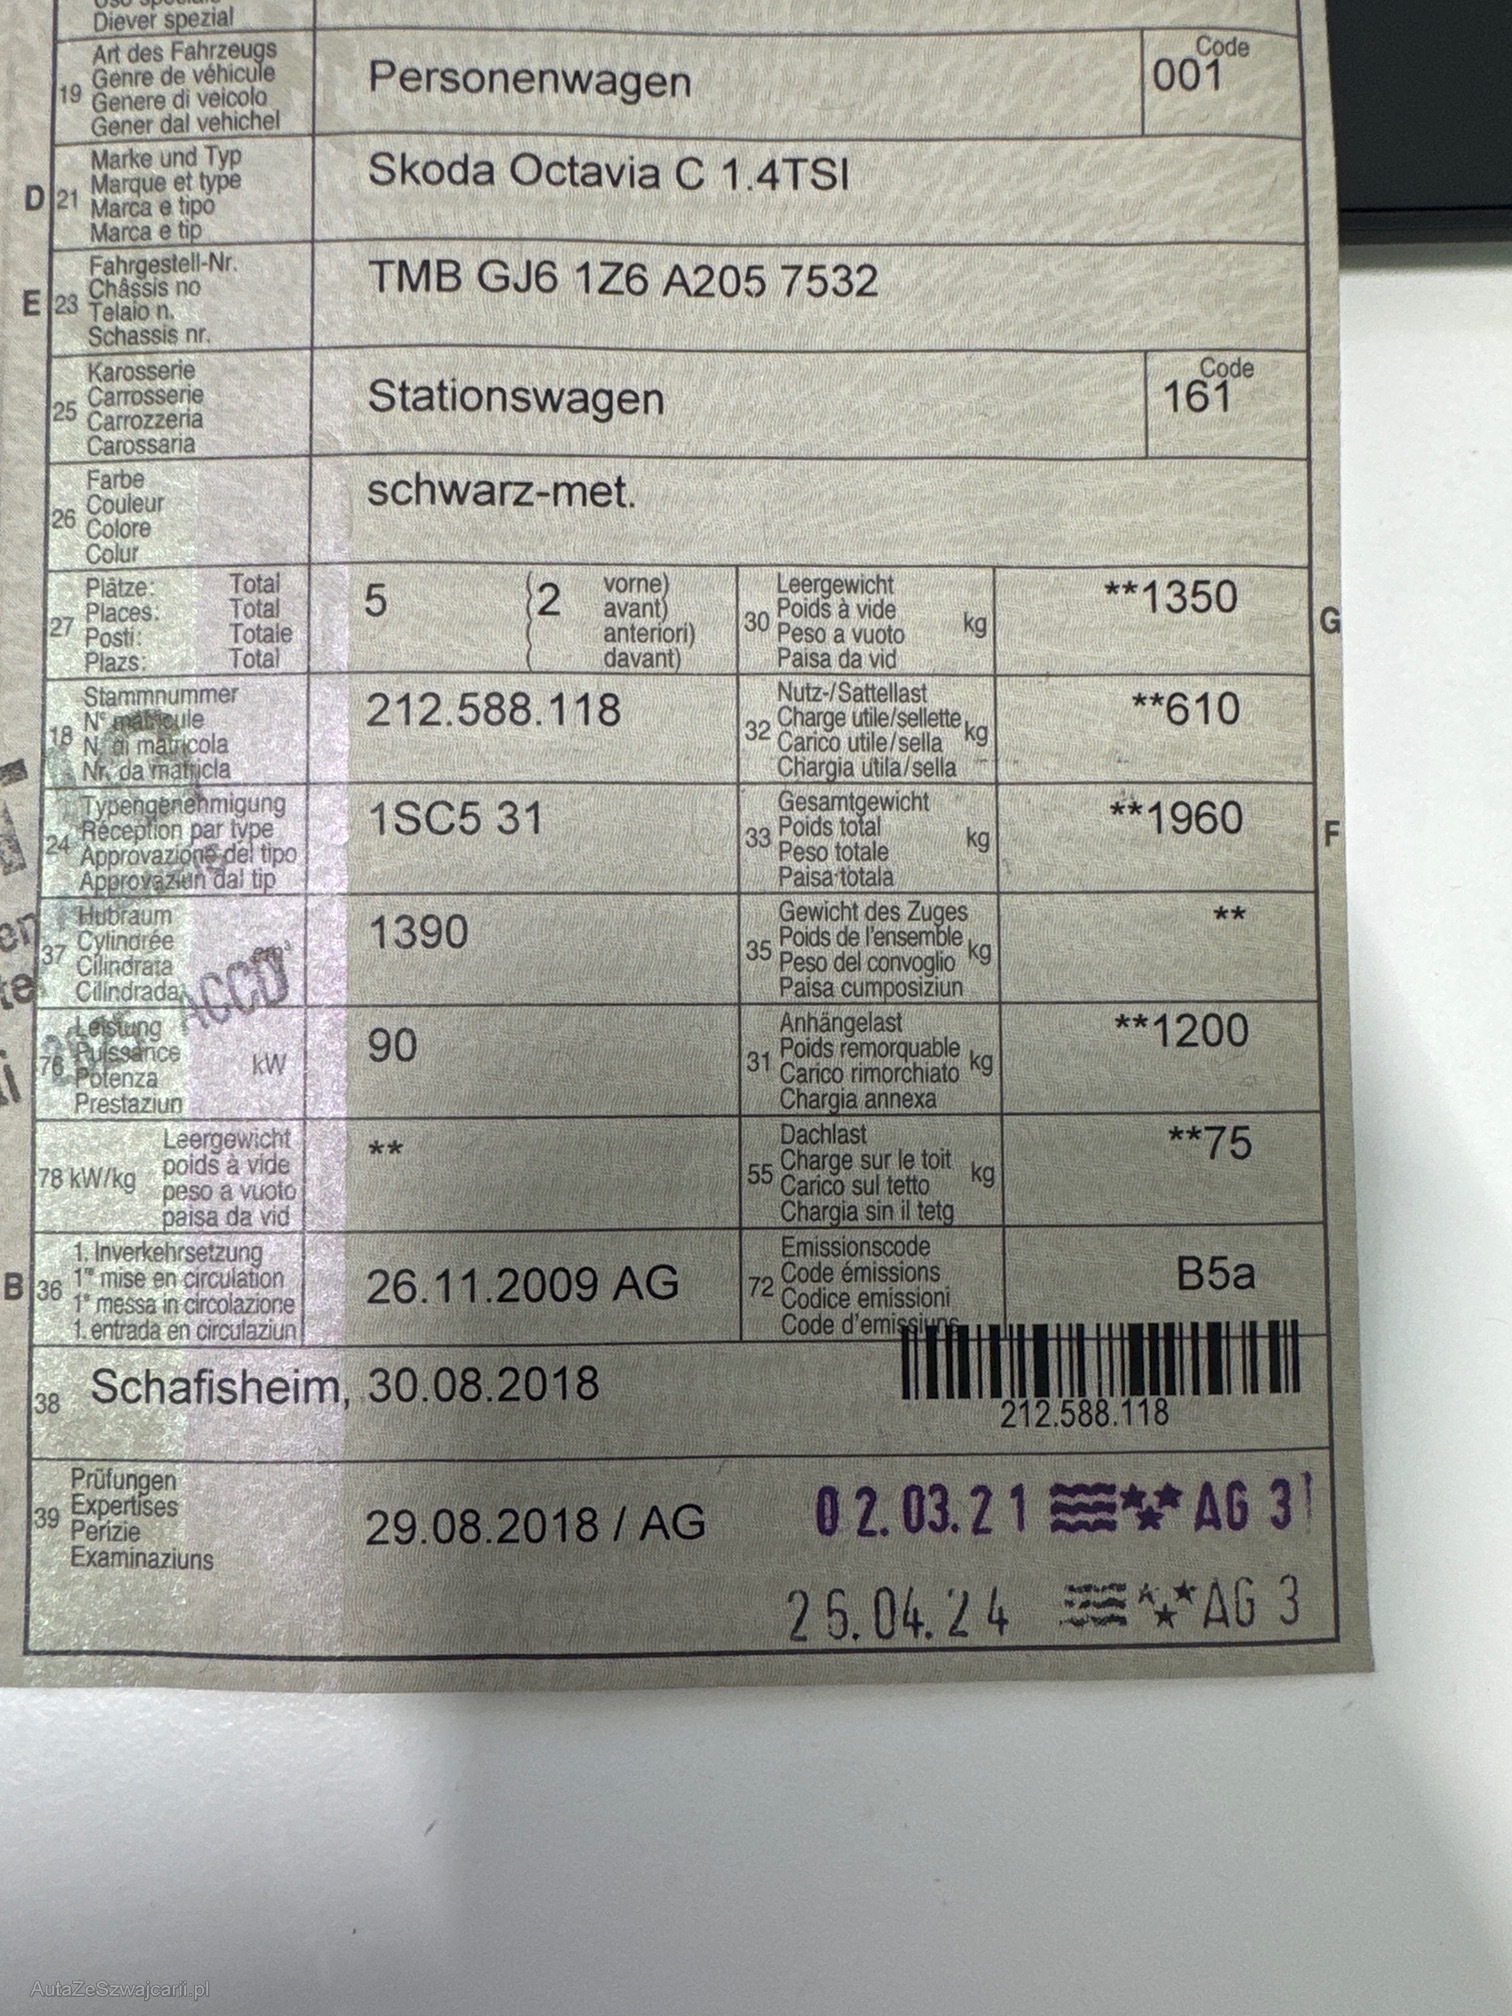 Diever spezial
19 Art des Fahrzeugs
Genre de véhicule
Genere di veicolo
Gener dal vehichel
Personenwagen
Code
001
D 21 Marke und Typ
Marque et type
Marca e tipo
Marca e tip
Skoda Octavia C 1.4TSI
E 23 Fahrgestell-Nr.
Châssis no
Telaio n.
Schassis nr.
TMB GJ6 1Z6 A205 7532
25 Karosserie
Carrosserie
Carrozzeria
Carossaria
Stationswagen
Code
161
26 Farbe
Couleur
Colore
Colur
schwarz-met.
27 Plätze: Total
Places: Total
Posti: Totale
Plazs: Total
5 (2 vorne)
avant)
( anteriori)
( davant)
30 Leergewicht
Poids à vide
Peso a vuoto
Paisa da vid
kg
**1350
G
18 Stammnummer
N° matricule
N. di matricola
Nr. da matricla
212.588.118
32 Nutz-/Sattellast
Charge utile/sellette
Carico utile/sella
Chargia utila/sella
kg
**610
24 Typengenehmigung
Réception par type
Approvazione del tipo
Approvaziun dal tip
1SC5 31
33 Gesamtgewicht
Poids total
Peso totale
Paisa totala
kg
**1960
F
37 Hubraum
Cylindrée
Cilindrata
Cilindrada
1390
35 Gewicht des Zuges
Poids de l'ensemble
Peso del convoglio
Paisa cumposiziun
kg
**
76 Leistung
Puissance
Potenza
Prestaziun
kW
90
31 Anhängelast
Poids remorquable
Carico rimorchiato
Chargia annexa
kg
**1200
78 kW/kg Leergewicht
poids à vide
peso a vuoto
paisa da vid
**
55 Dachlast
Charge sur le toit
Carico sul tetto
Chargia sin il tetg
kg
**75
B 36 1. Inverkehrsetzung
1re mise en circulation
1a messa in circolazione
1. entrada en circulaziun
26.11.2009 AG
72 Emissionscode
Code émissions
Codice emissioni
Code d'emissiuns
B5a
38 Schafisheim, 30.08.2018
212.588.118
39 Prüfungen
Expertises
Perizie
Examinaziuns
29.08.2018 / AG
02.03.21 AG 31
25.04.24 AG 3
AutaZeSzwajcarii.pl